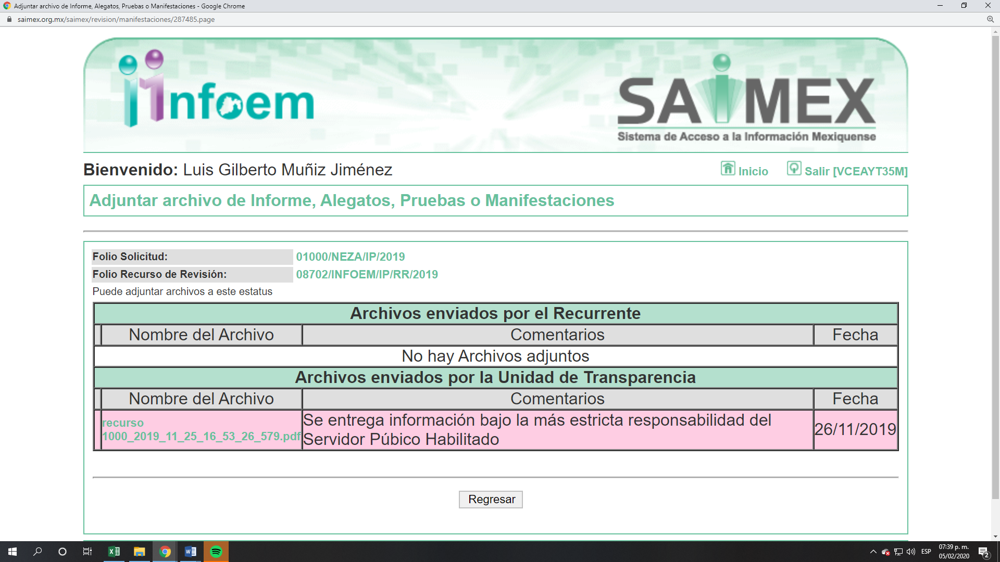 Adjuntar archivo de Informe, Alegatos, Pruebas o Manifestaciones - Google Chrome
saimex.org.mx/saimex/revision/manifestaciones/287485.page
infoem
SAIMEX
Sistema de Acceso a la Información Mexiquense
Bienvenido: Luis Gilberto Muñiz Jiménez
Inicio Salir [VCEAYT35M]
Adjuntar archivo de Informe, Alegatos, Pruebas o Manifestaciones
Folio Solicitud: 01000/NEZA/IP/2019
Folio Recurso de Revisión: 08702/INFOEM/IP/RR/2019
Puede adjuntar archivos a este estatus
Archivos enviados por el Recurrente
Nombre del Archivo Comentarios Fecha
No hay Archivos adjuntos
Archivos enviados por la Unidad de Transparencia
Nombre del Archivo Comentarios Fecha
recurso
1000_2019_11_25_16_53_26_579.pdf
Se entrega información bajo la más estricta responsabilidad del
Servidor Púbico Habilitado
26/11/2019
Regresar
ESP
07:39 p. m.
05/02/2020
2